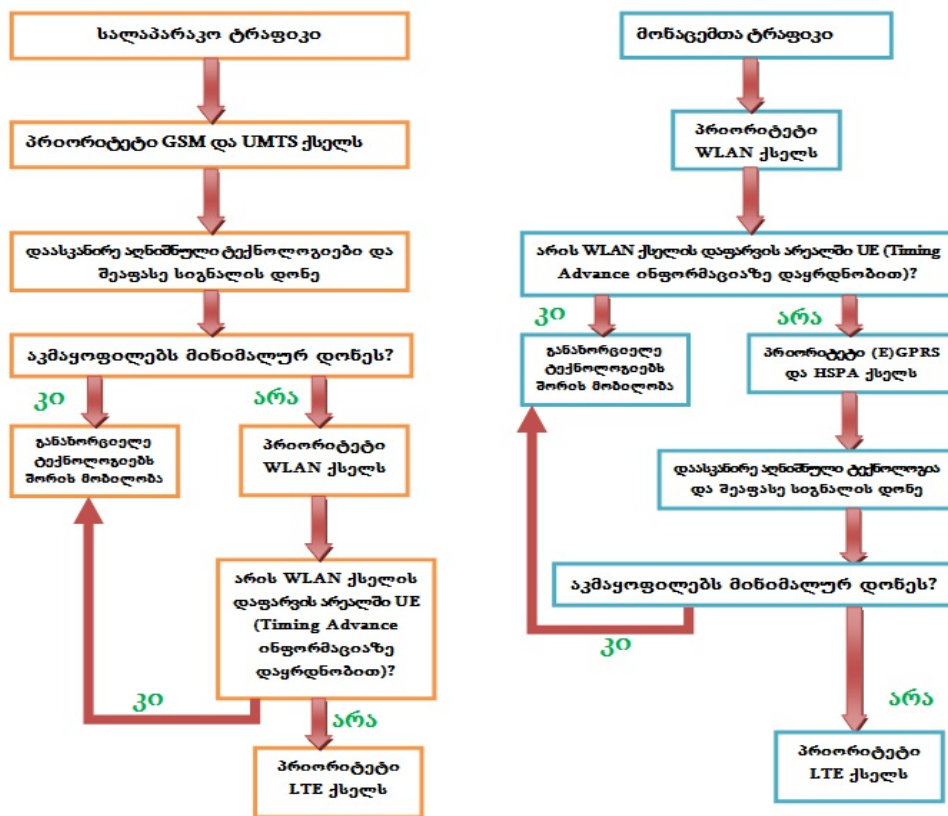 სალაპარაკო ტრაფიკი
პრიორიტეტი GSM და UMTS ქსელს
დაასკანირე აღნიშნული ტექნოლოგიები და
შეაფასე სიგნალის დონე
აკმაყოფილებს მინიმალურ დონეს?
კი
არა
განახორციელე
ტექნოლოგიებს
შორის მობილობა
პრიორიტეტი
WLAN ქსელს
არის WLAN ქსელის
დაფარვის არეალში UE
(Timing Advance
ინფორმაციაზე
დაყრდნობით)?
კი
არა
პრიორიტეტი
LTE ქსელს
მონაცემთა ტრაფიკი
პრიორიტეტი
WLAN ქსელს
არის WLAN ქსელის დაფარვის არეალში UE (Timing
Advance ინფორმაციაზე დაყრდნობით)?
კი
არა
განახორციელე
ტექნოლოგიებს
შორის მობილობა
პრიორიტეტი (E)GPRS
და HSPA ქსელს
დაასკანირე აღნიშნული ტექნოლოგია
და შეაფასე სიგნალის დონე
აკმაყოფილებს მინიმალურ დონეს?
კი
არა
პრიორიტეტი
LTE ქსელს